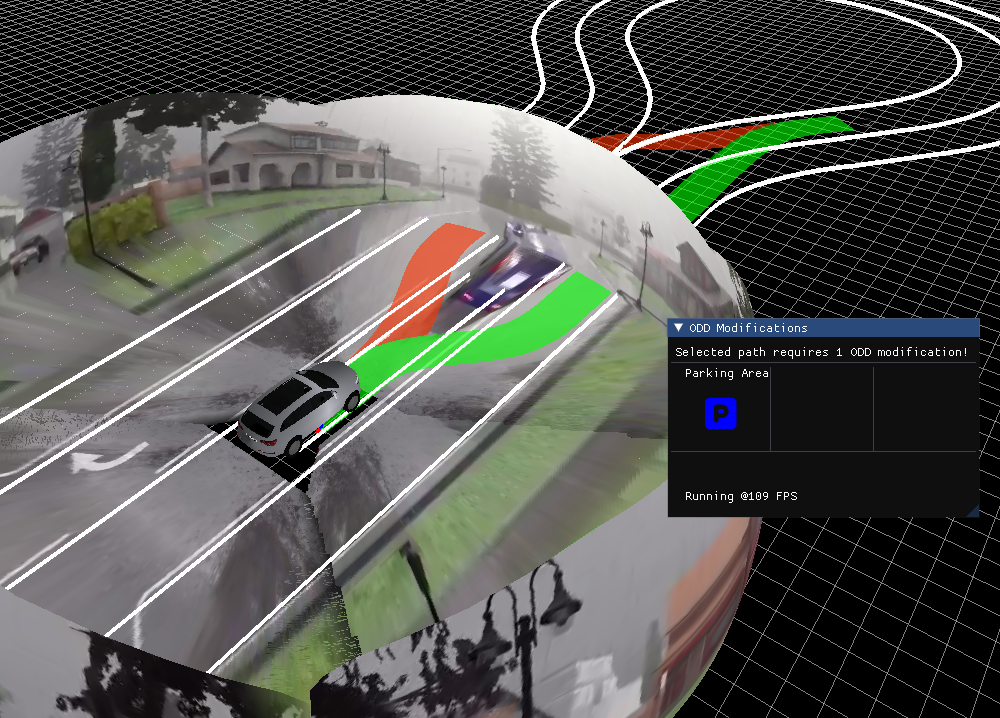 ODD Modifications
Selected path requires 1 ODD modification!
Parking Area
P
Running @109 FPS